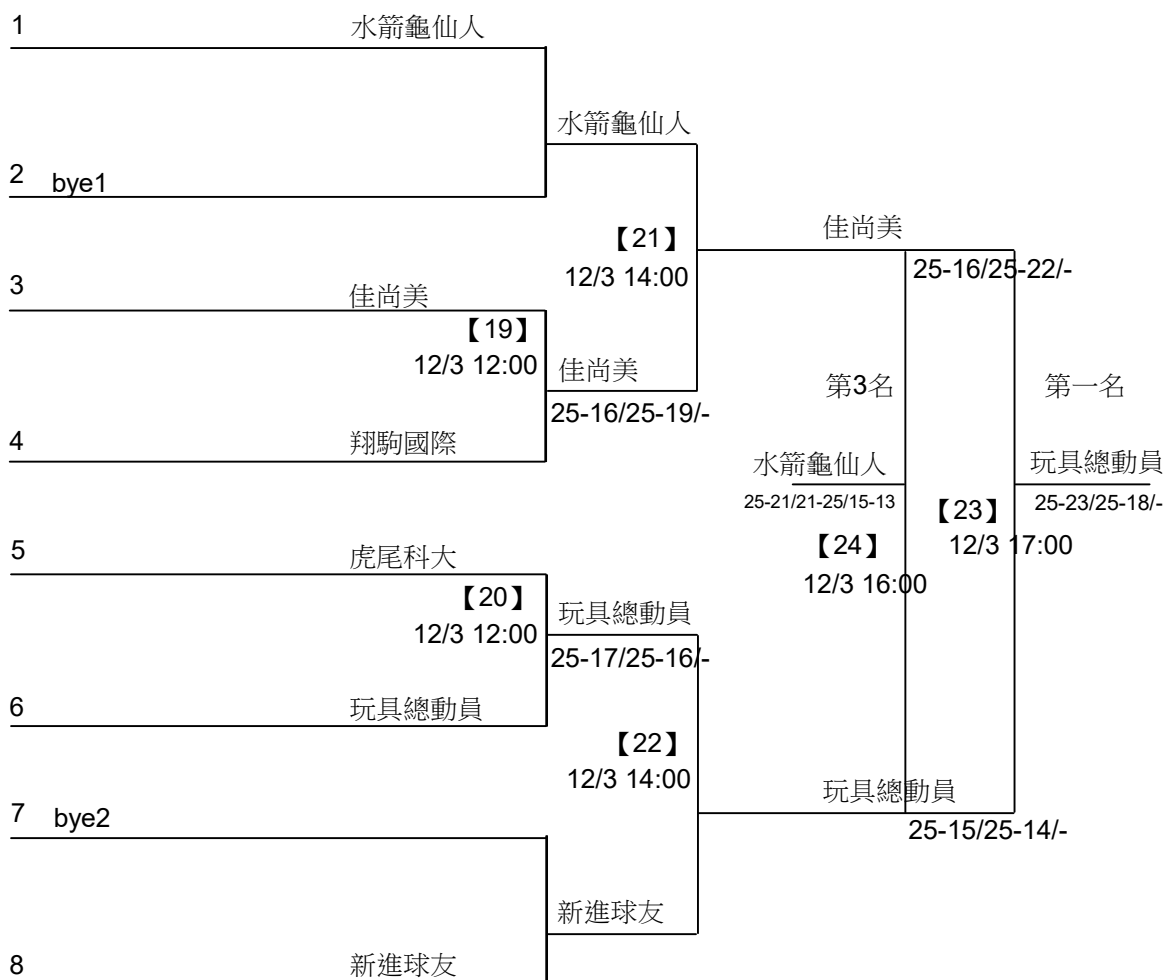 1 水箭龜仙人
水箭龜仙人
2 bye1
佳尚美
【21】
25-16/25-22/-
12/3 14:00
3 佳尚美
【19】
12/3 12:00
佳尚美
第3名
第一名
25-16/25-19/-
4 翔駒國際
水箭龜仙人
玩具總動員
25-21/21-25/15-13
【23】
25-23/25-18/-
5 虎尾科大
【24】
12/3 17:00
12/3 16:00
【20】
玩具總動員
12/3 12:00
25-17/25-16/-
6 玩具總動員
【22】
12/3 14:00
玩具總動員
7 bye2
25-15/25-14/-
新進球友
8 新進球友